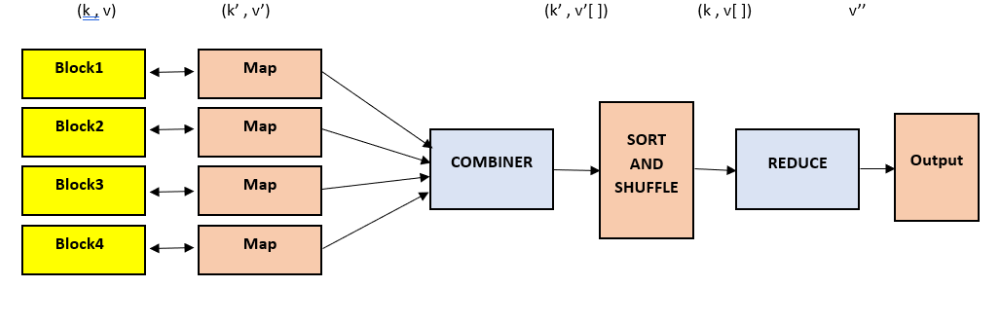 (k , v)
(k’ , v’)
(k’ , v’[ ])
(k , v[ ])
v’’
Block1
Map
Block2
Map
Block3
Map
Block4
Map
COMBINER
SORT
AND
SHUFFLE
REDUCE
Output